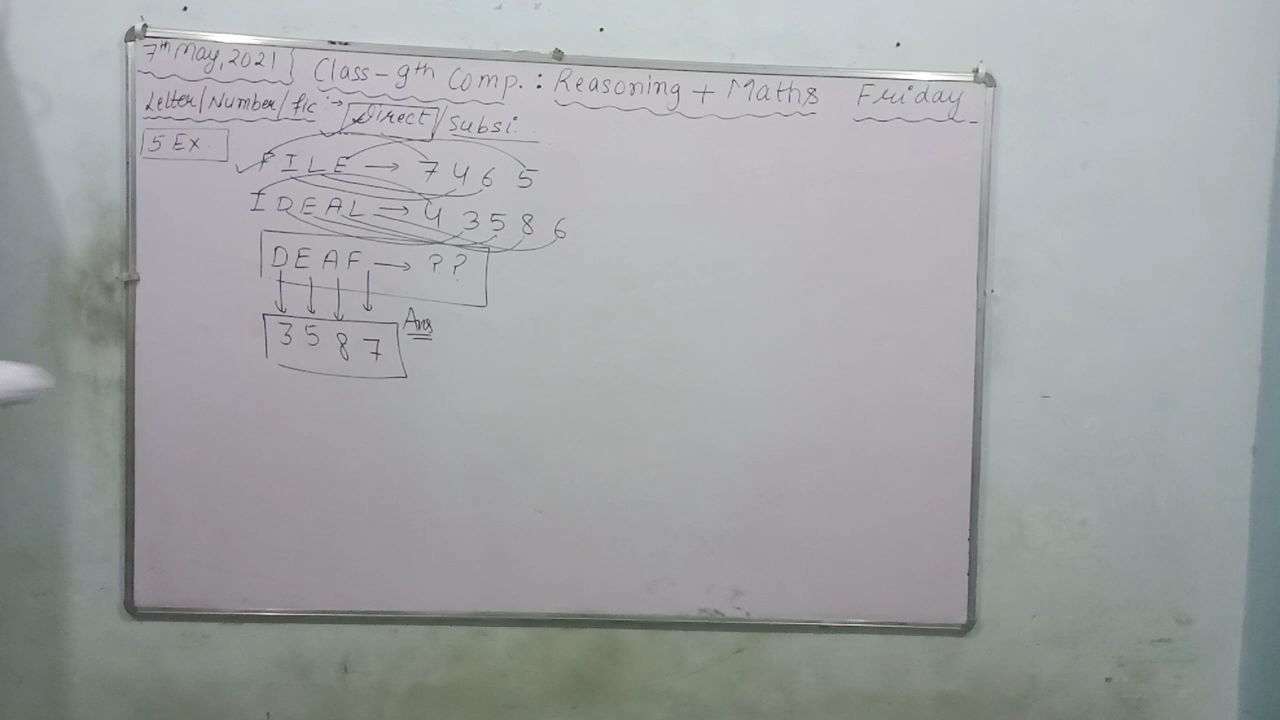 7th May, 2021 Class - 9th Comp. : Reasoning + Maths Friday
Letter/Number/fic :→ Direct / Subsi.
5 Ex.
FILE → 7 4 6 5
IDEAL → 4 3 5 8 6
DEAF → ? ?
3 5 8 7 Ans